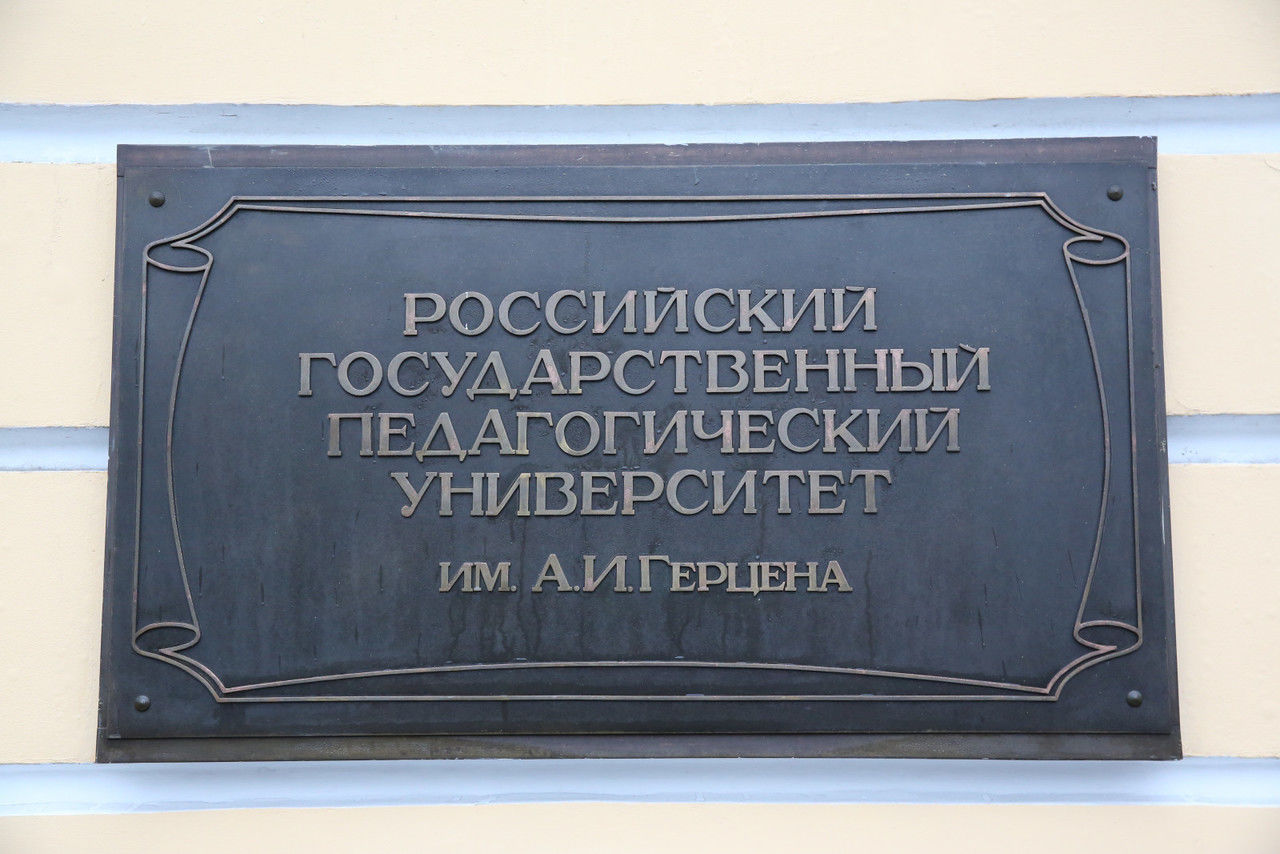 РОССИЙСКИЙ
ГОСУДАРСТВЕННЫЙ
ПЕДАГОГИЧЕСКИЙ
УНИВЕРСИТЕТ
ИМ. А.И.ГЕРЦЕНА